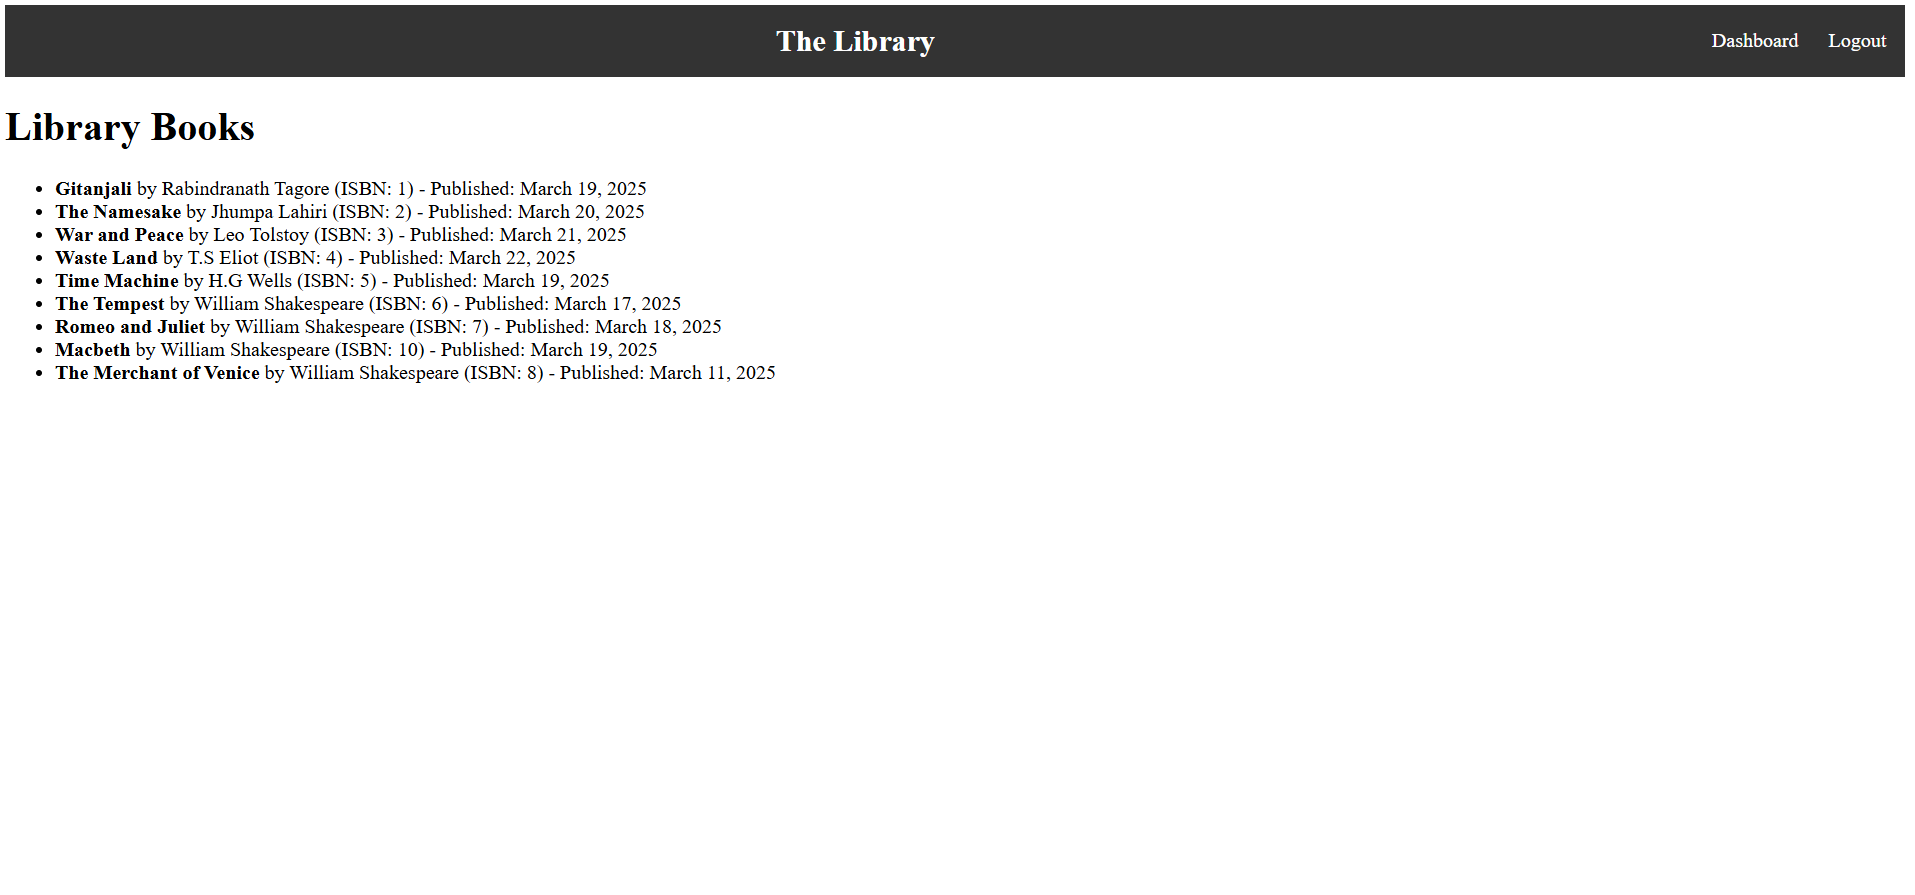 The Library
Dashboard Logout
Library Books
Gitanjali by Rabindranath Tagore (ISBN: 1) - Published: March 19, 2025
The Namesake by Jhumpa Lahiri (ISBN: 2) - Published: March 20, 2025
War and Peace by Leo Tolstoy (ISBN: 3) - Published: March 21, 2025
Waste Land by T.S Eliot (ISBN: 4) - Published: March 22, 2025
Time Machine by H.G Wells (ISBN: 5) - Published: March 19, 2025
The Tempest by William Shakespeare (ISBN: 6) - Published: March 17, 2025
Romeo and Juliet by William Shakespeare (ISBN: 7) - Published: March 18, 2025
Macbeth by William Shakespeare (ISBN: 10) - Published: March 19, 2025
The Merchant of Venice by William Shakespeare (ISBN: 8) - Published: March 11, 2025